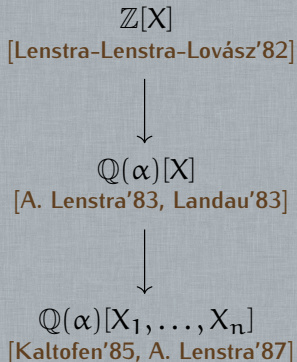 ℤ[X]
[Lenstra-Lenstra-Lovász'82]
ℚ(α)[X]
[A. Lenstra'83, Landau'83]
ℚ(α)[X₁,...,Xₙ]
[Kaltofen'85, A. Lenstra'87]